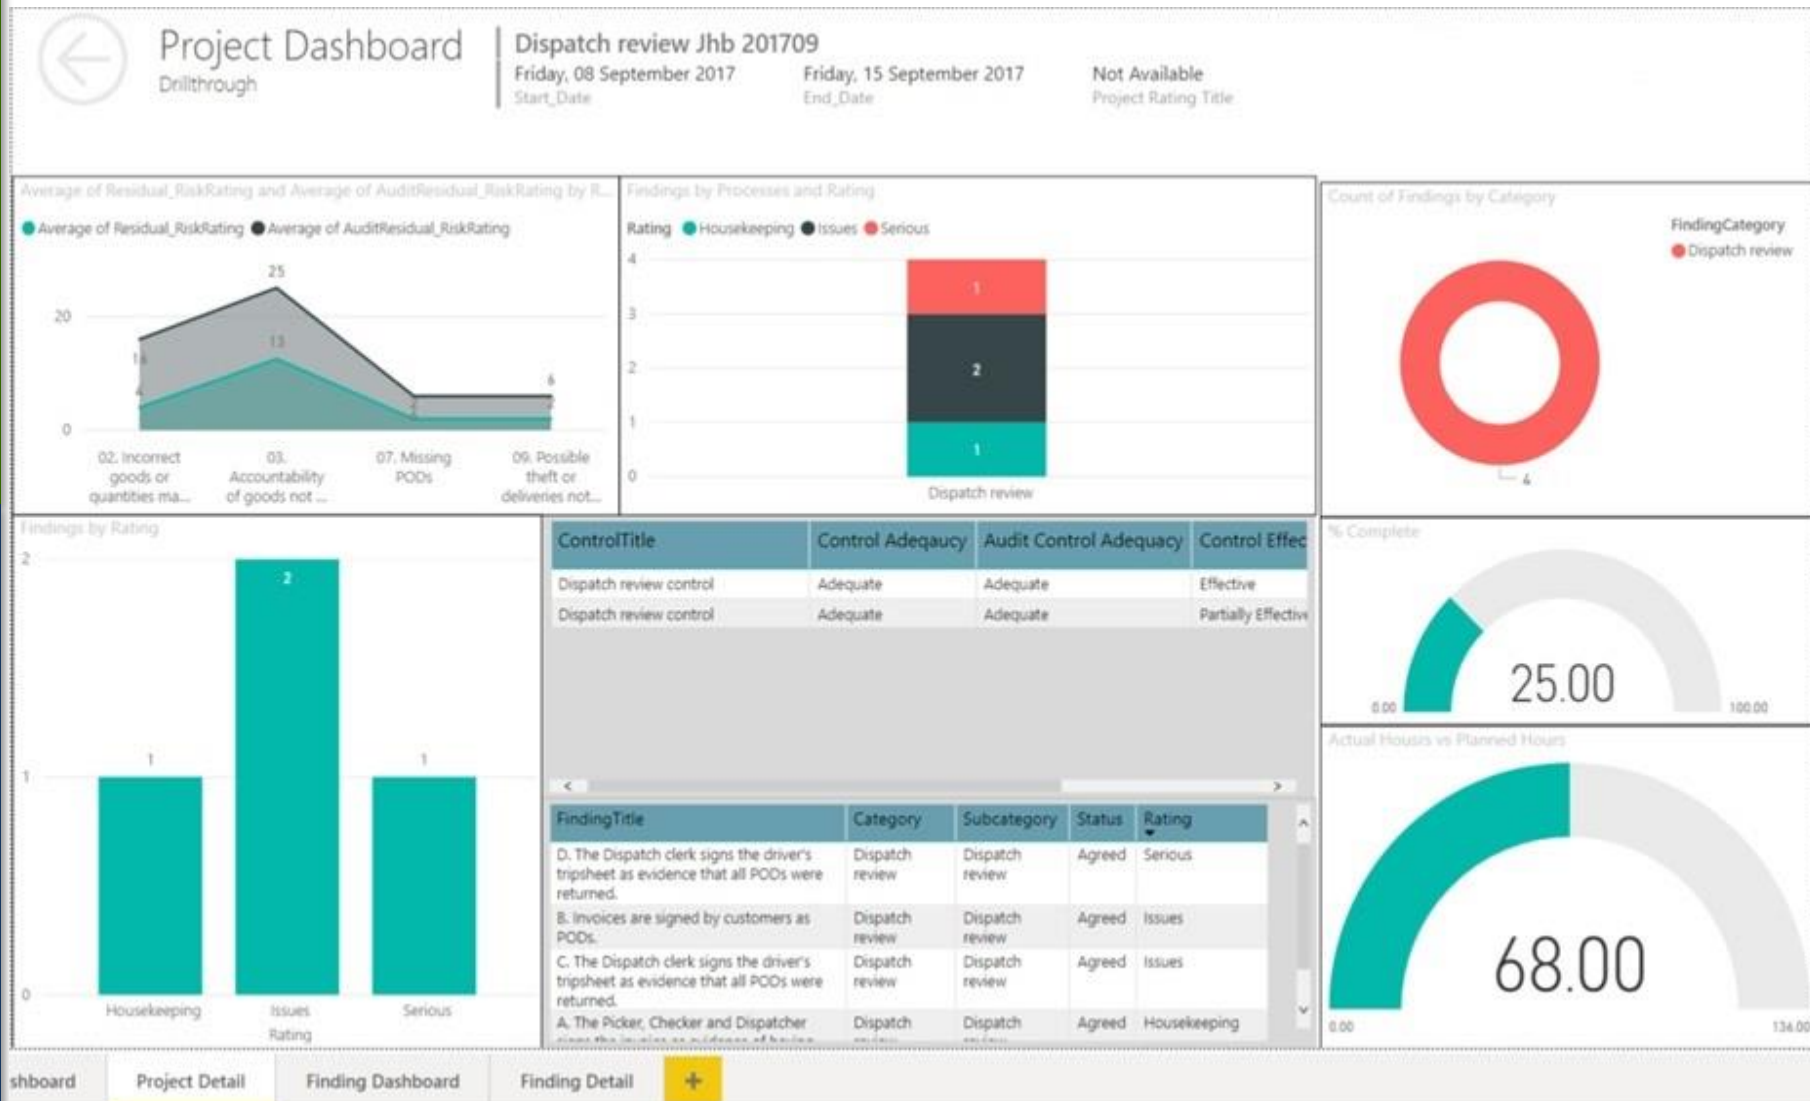 Project Dashboard
Drillthrough
Dispatch review Jhb 201709
Friday, 08 September 2017
Start_Date
Friday, 15 September 2017
End_Date
Not Available
Project Rating Title
Average of Residual_RiskRating and Average of AuditResidual_RiskRating by R...
Average of Residual_RiskRating Average of AuditResidual_RiskRating
25
20
13
16
4
6
2
0
02. Incorrect
goods or
quantities ma...
03.
Accountability
of goods not ...
07. Missing
PODs
09. Possible
theft or
deliveries not...
Findings by Processes and Rating
Rating Housekeeping Issues Serious
4
3
2
1
0
1
2
1
Dispatch review
Count of Findings by Category
FindingCategory
Dispatch review
4
Findings by Rating
2
1
0
1
2
1
Housekeeping
Issues
Serious
Rating
ControlTitle Control Adeqaucy Audit Control Adequacy Control Effec
Dispatch review control Adequate Adequate Effective
Dispatch review control Adequate Adequate Partially Effective
% Complete
25.00
0.00
100.00
FindingTitle Category Subcategory Status Rating
D. The Dispatch clerk signs the driver's Dispatch Dispatch Agreed Serious
tripsheet as evidence that all PODs were review review
returned.
B. Invoices are signed by customers as Dispatch Dispatch Agreed Issues
PODs. review review
C. The Dispatch clerk signs the driver's Dispatch Dispatch Agreed Issues
tripsheet as evidence that all PODs were review review
returned.
A. The Picker, Checker and Dispatcher Dispatch Dispatch Agreed Housekeeping
Actual Housrs vs Planned Hours
68.00
0.00
136.00
shboard
Project Detail
Finding Dashboard
Finding Detail
+